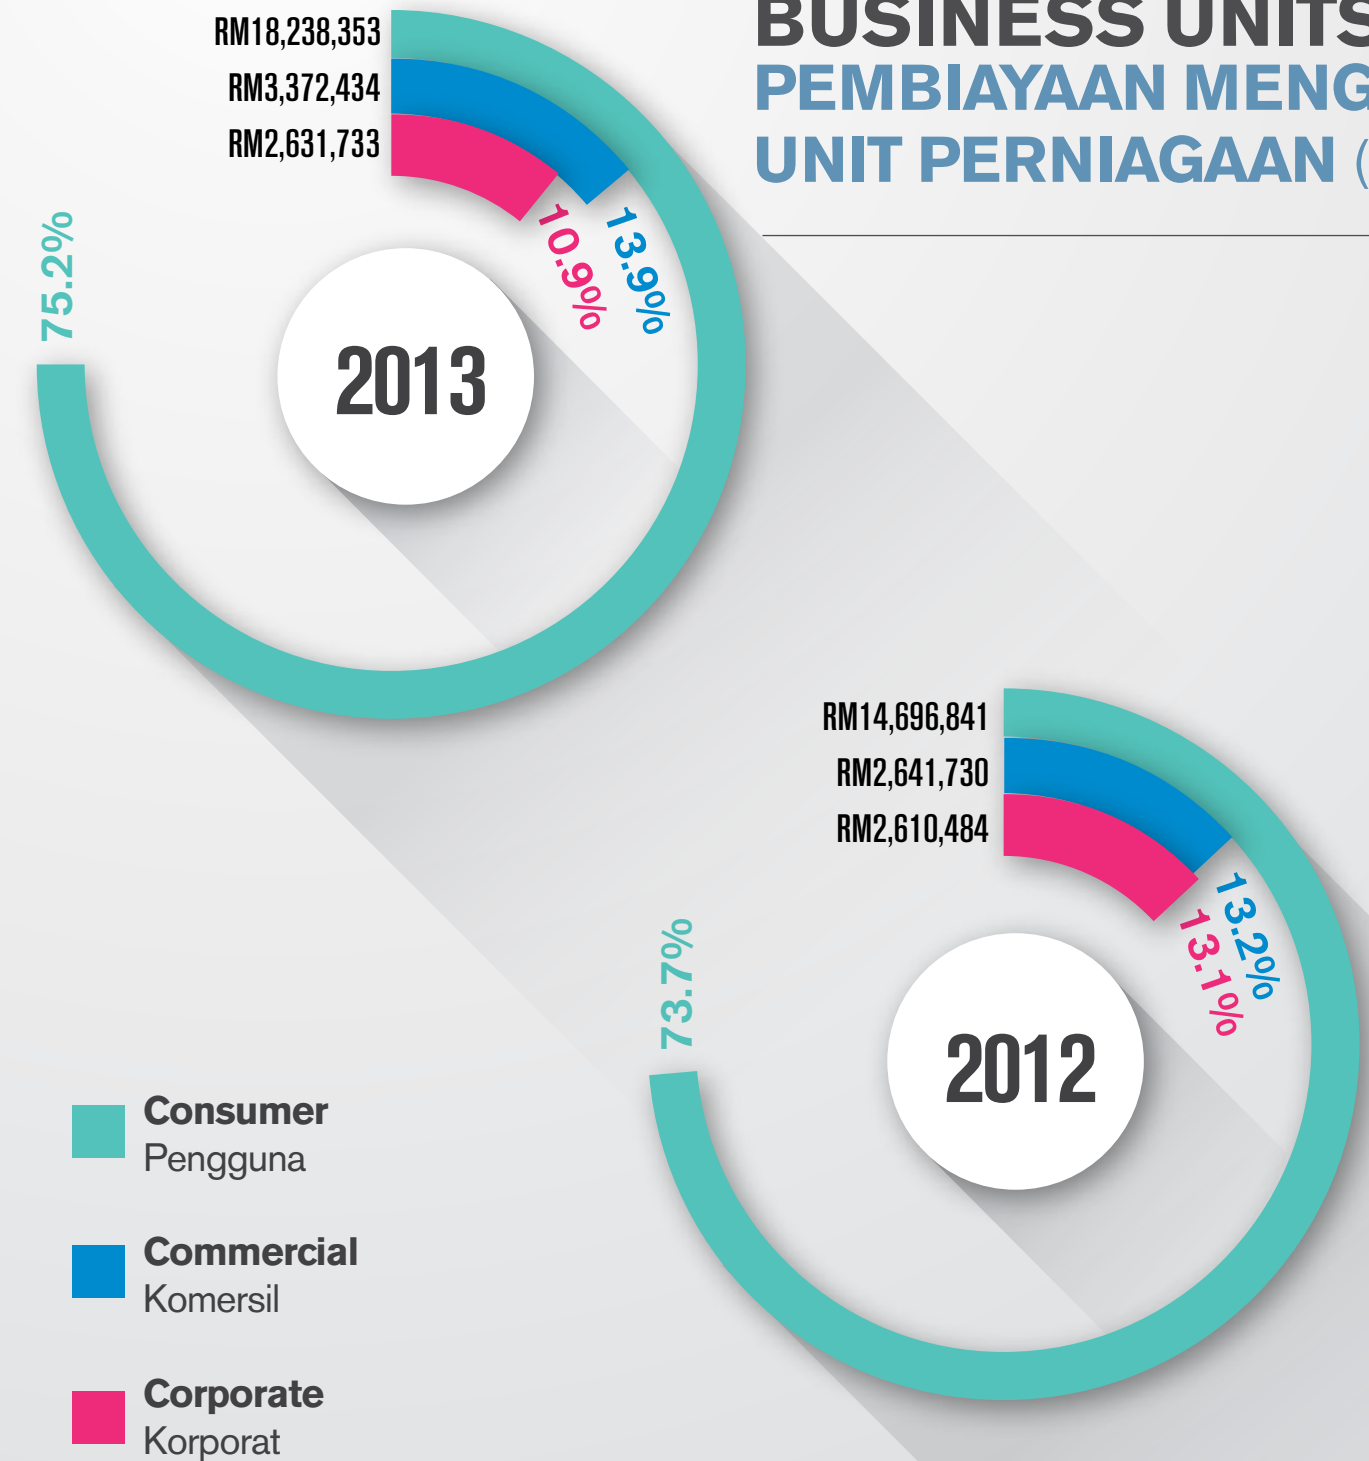 BUSINESS UNITS
PEMBIAYAAN
UNIT PERNIAGAAN (
RM18,238,353
RM3,372,434
RM2,631,733
75.2%
10.9%
13.9%
2013
RM14,696,841
RM2,641,730
RM2,610,484
73.7%
13.2%
13.1%
2012
Consumer
Pengguna
Commercial
Komersil
Corporate
Korporat